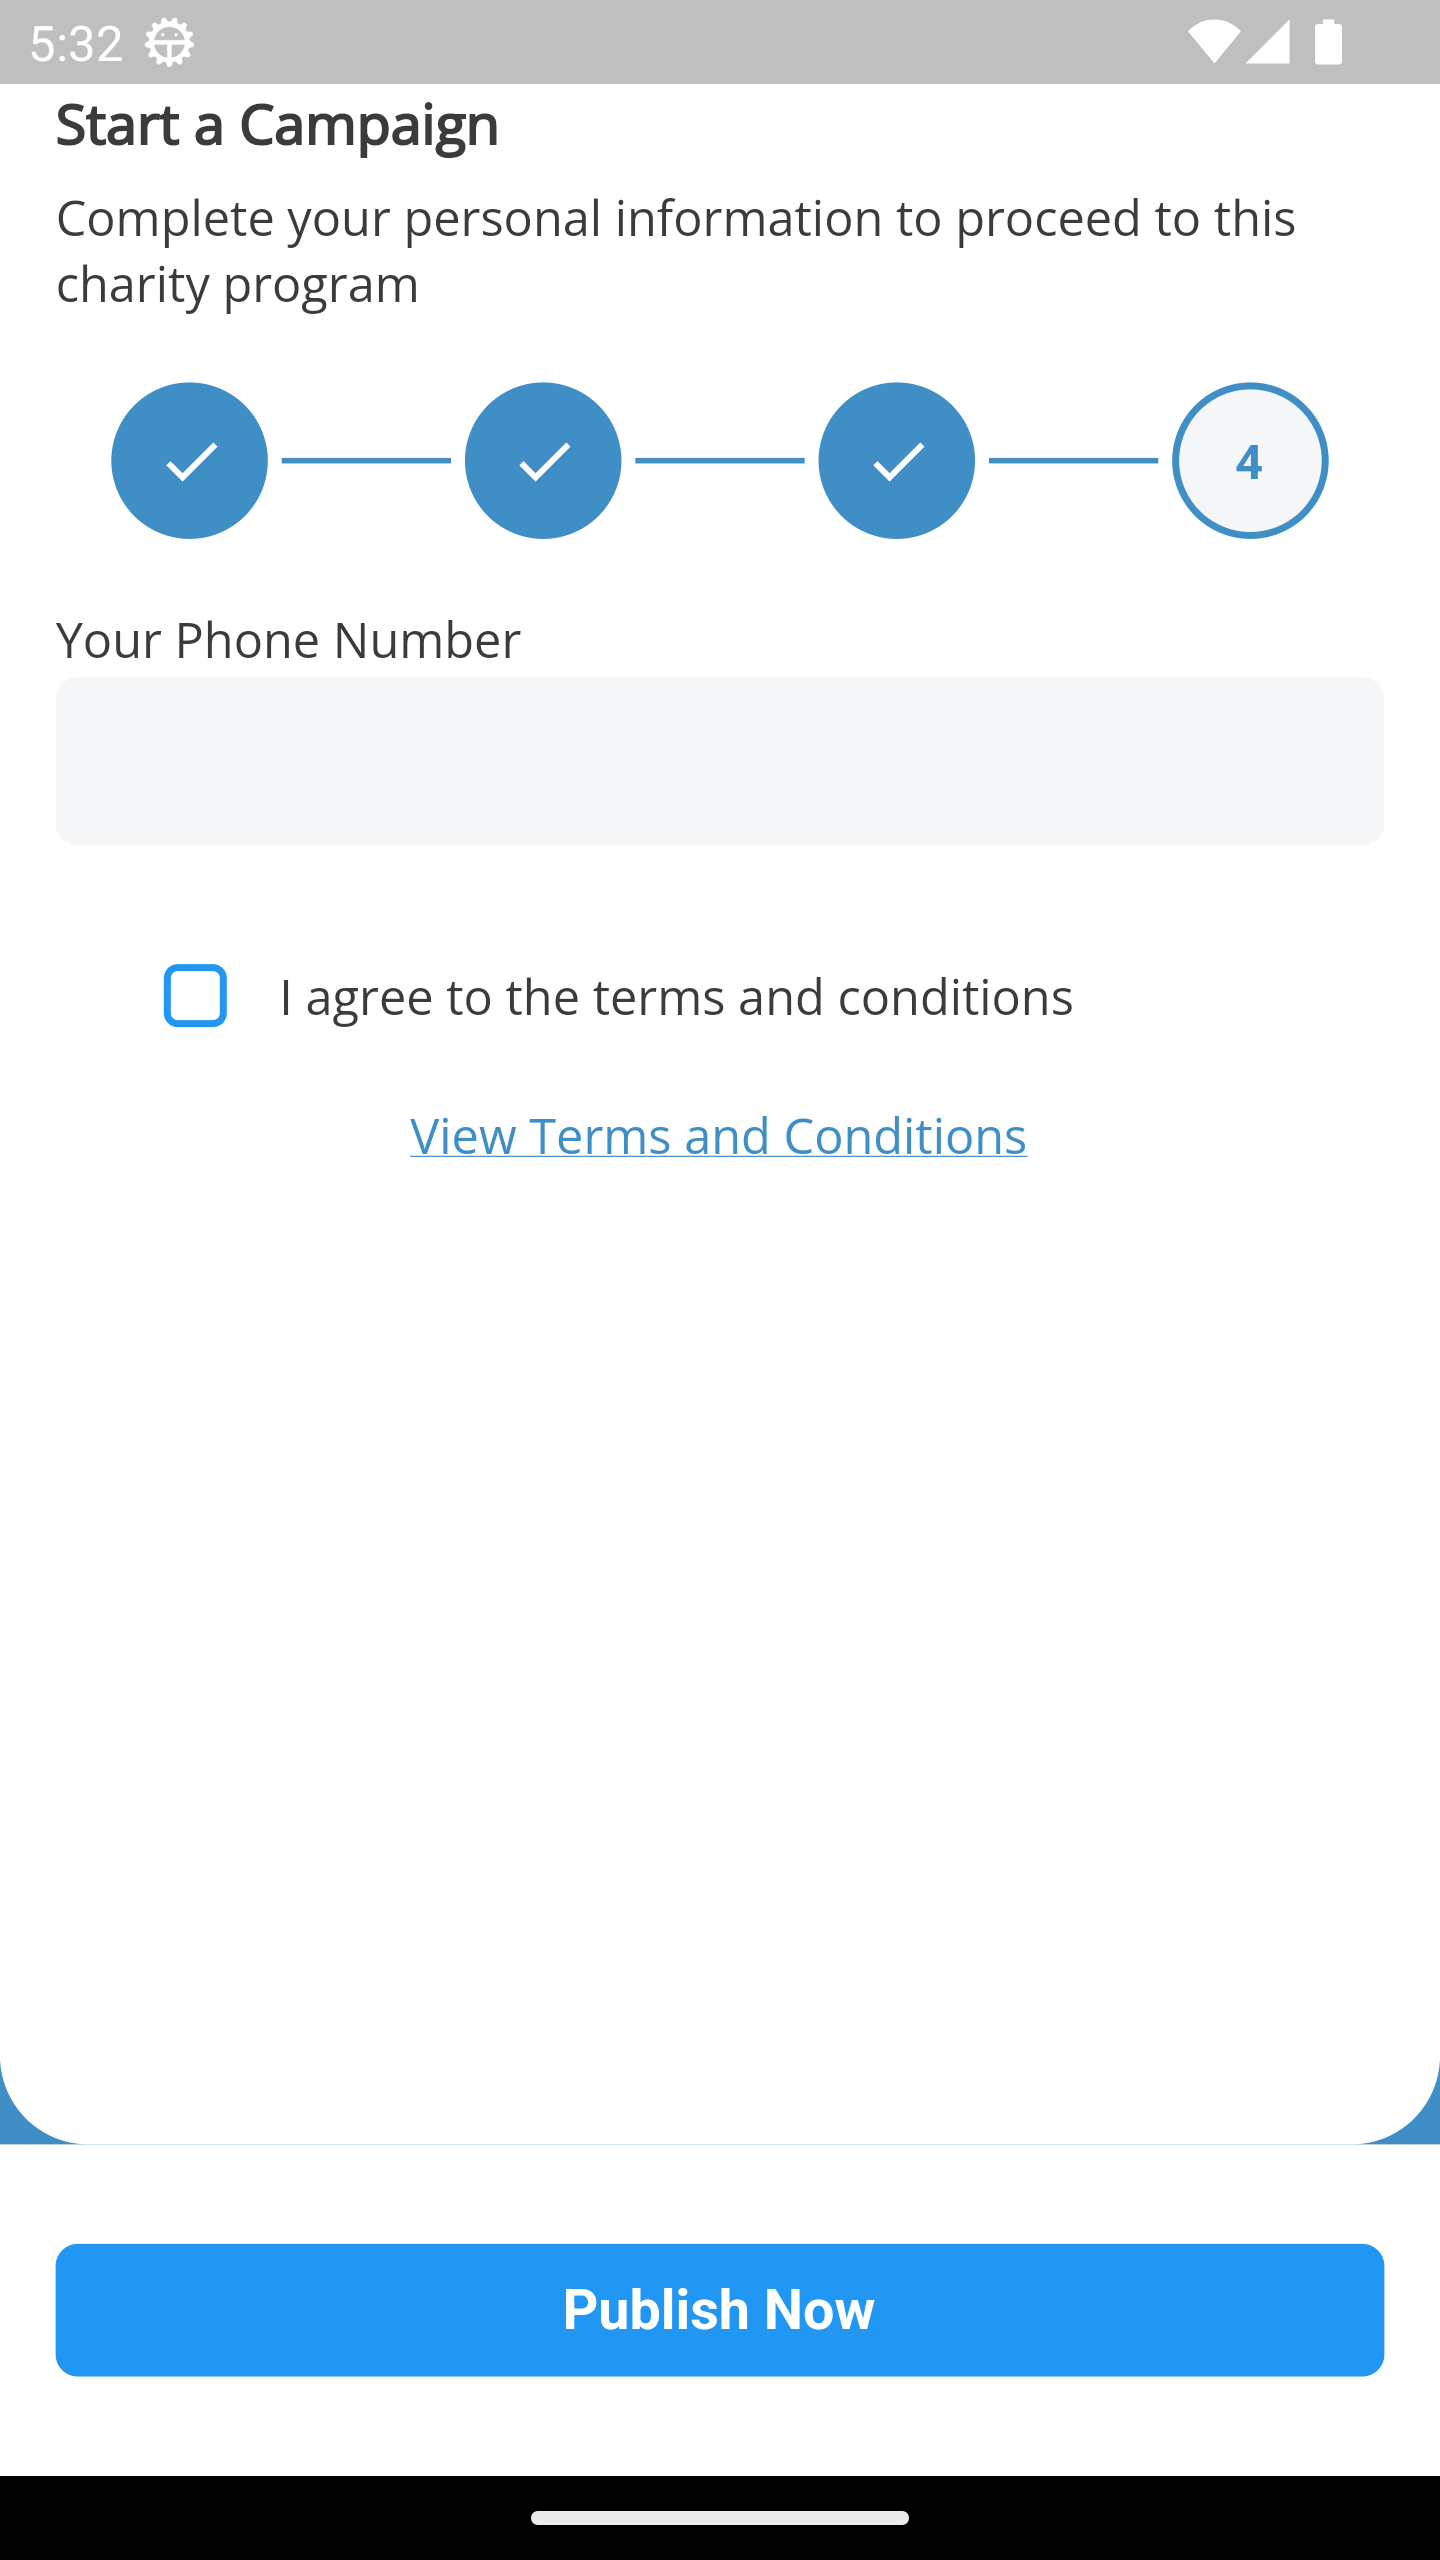 5:32
Start a Campaign
Complete your personal information to proceed to this
charity program
4
Your Phone Number
I agree to the terms and conditions
View Terms and Conditions
Publish Now